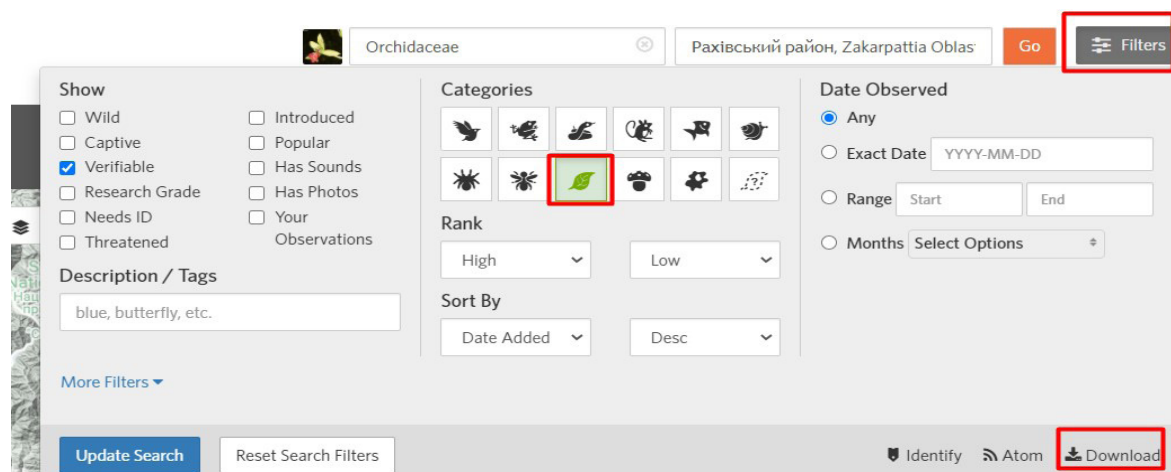 Orchidaceae
Рахівський район, Zakarpattia Oblas
Go
Filters
Show
Wild
Captive
Verifiable
Research Grade
Needs ID
Threatened
Introduced
Popular
Has Sounds
Has Photos
Your
Observations
Description / Tags
blue, butterfly, etc.
More Filters
Categories
Rank
High
Low
Sort By
Date Added
Desc
Date Observed
Any
Exact Date YYYY-MM-DD
Range Start End
Months Select Options
Update Search
Reset Search Filters
Identify
Atom
Download